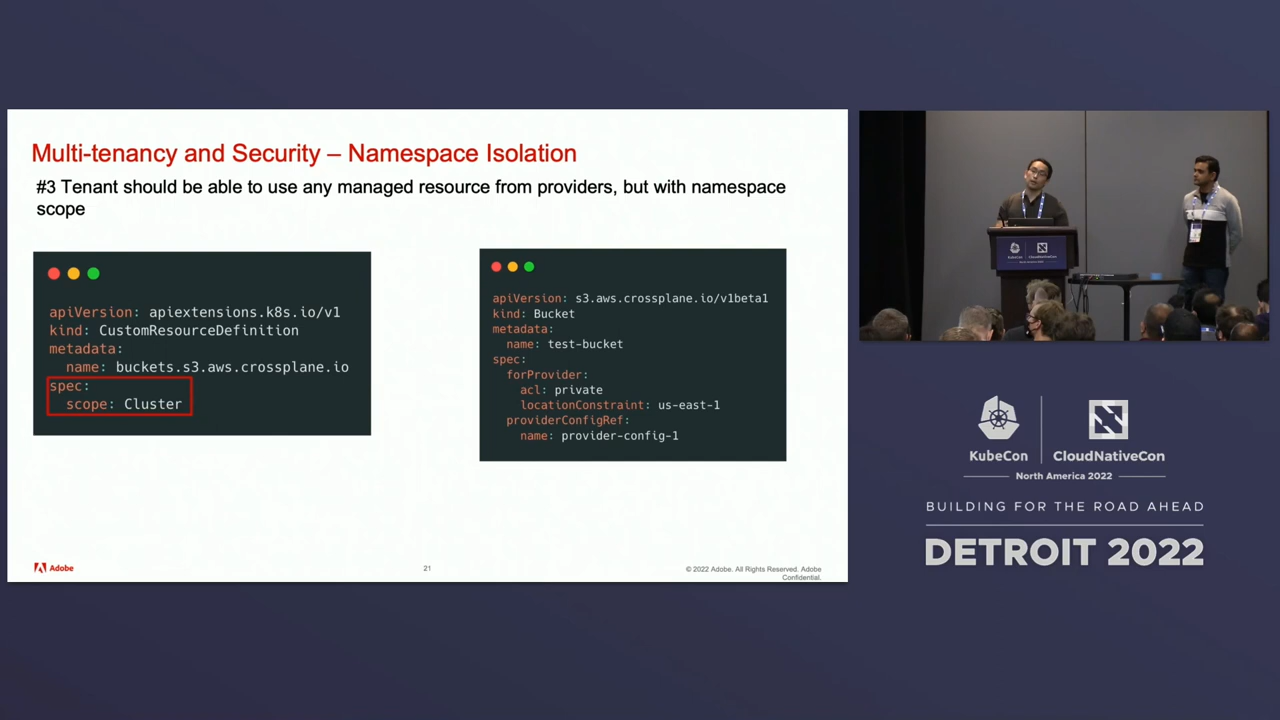 Multi-tenancy and Security – Namespace Isolation
#3 Tenant should be able to use any managed resource from providers, but with namespace
scope
apiVersion: apiextensions.k8s.io/v1
kind: CustomResourceDefinition
metadata:
  name: buckets.s3.aws.crossplane.io
spec:
  scope: Cluster
apiVersion: s3.aws.crossplane.io/v1beta1
kind: Bucket
metadata:
  name: test-bucket
spec:
  forProvider:
    acl: private
    locationConstraint: us-east-1
  providerConfigRef:
    name: provider-config-1
Adobe
21
© 2022 Adobe. All Rights Reserved. Adobe
Confidential.
KubeCon
CloudNativeCon
KubeCon
CloudNativeCon
North America 2022
BUILDING FOR THE ROAD AHEAD
DETROIT 2022